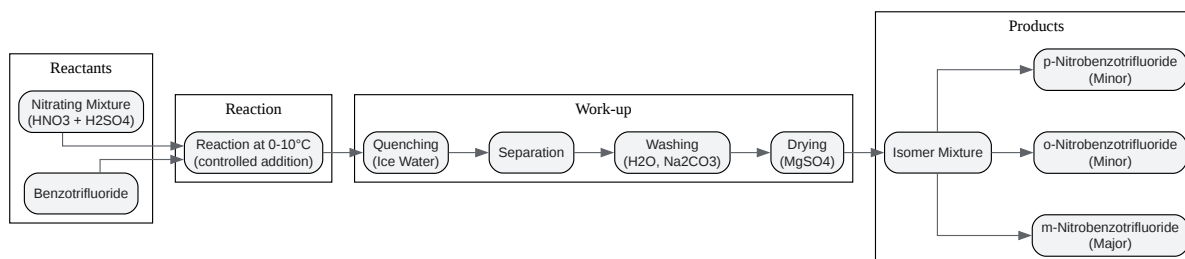 Reactants
Nitrating Mixture
(HNO3 + H2SO4)
Benzotrifluoride
Reaction
Reaction at 0-10°C
(controlled addition)
Work-up
Quenching
(Ice Water)
Separation
Washing
(H2O, Na2CO3)
Drying
(MgSO4)
Products
Isomer Mixture
p-Nitrobenzotrifluoride
(Minor)
o-Nitrobenzotrifluoride
(Minor)
m-Nitrobenzotrifluoride
(Major)